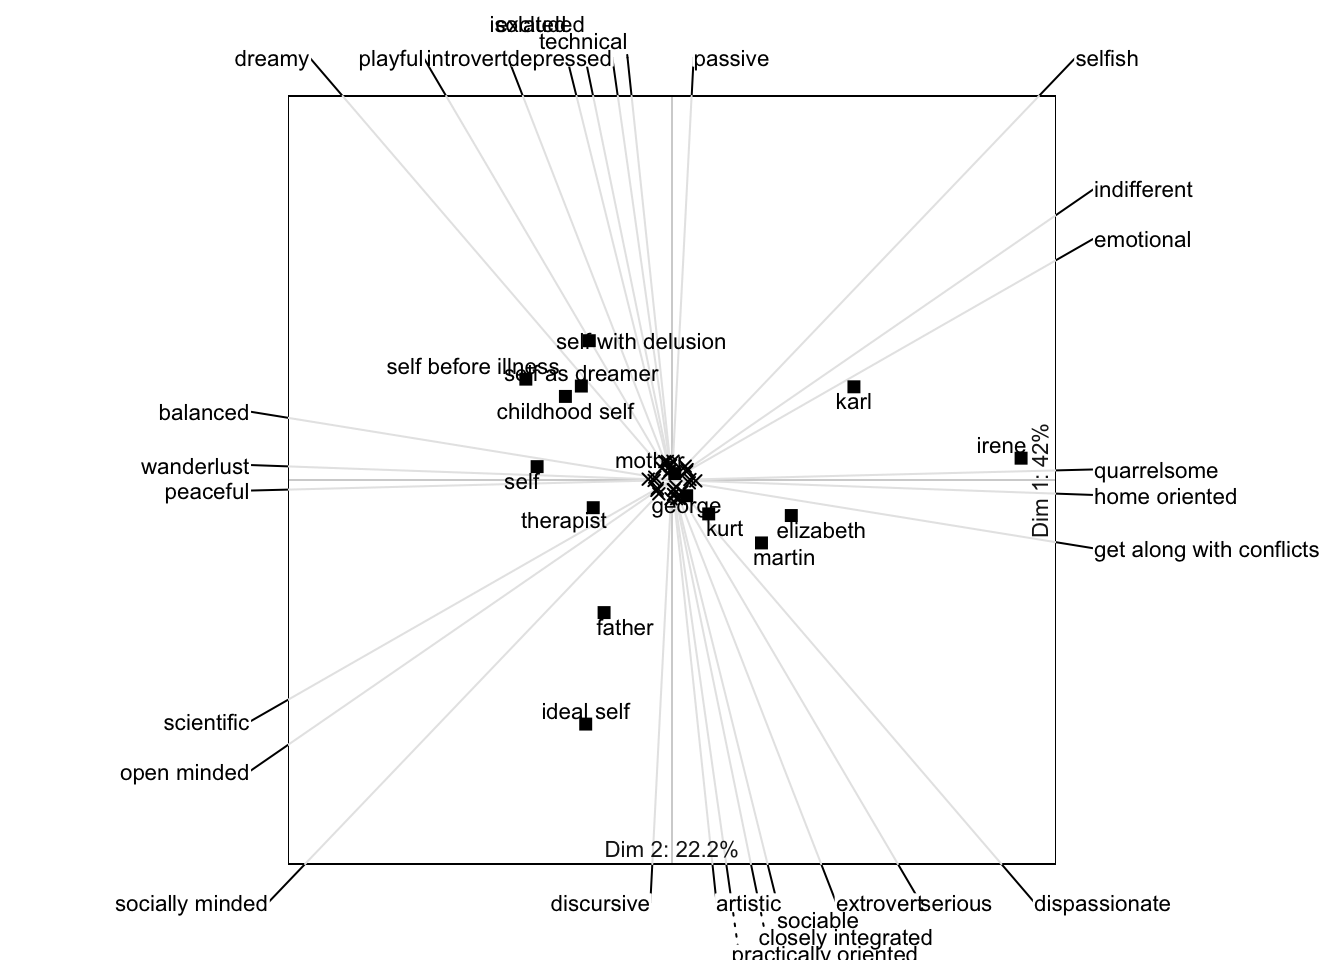 isolated
excluded
technical
dreamy
playful
introvert
depressed
passive
selfish
indifferent
emotional
self with delusion
self before illness
self as dreamer
karl
childhood self
balanced
irene
mother
wanderlust
quarrelsome
self
peaceful
home oriented
Dim 1: 42%
george
therapist
kurt
elizabeth
get along with conflicts
martin
father
ideal self
scientific
open minded
Dim 2: 22.2%
socially minded
discursive
artistic
extrovert
serious
dispassionate
sociable
closely integrated
practically oriented